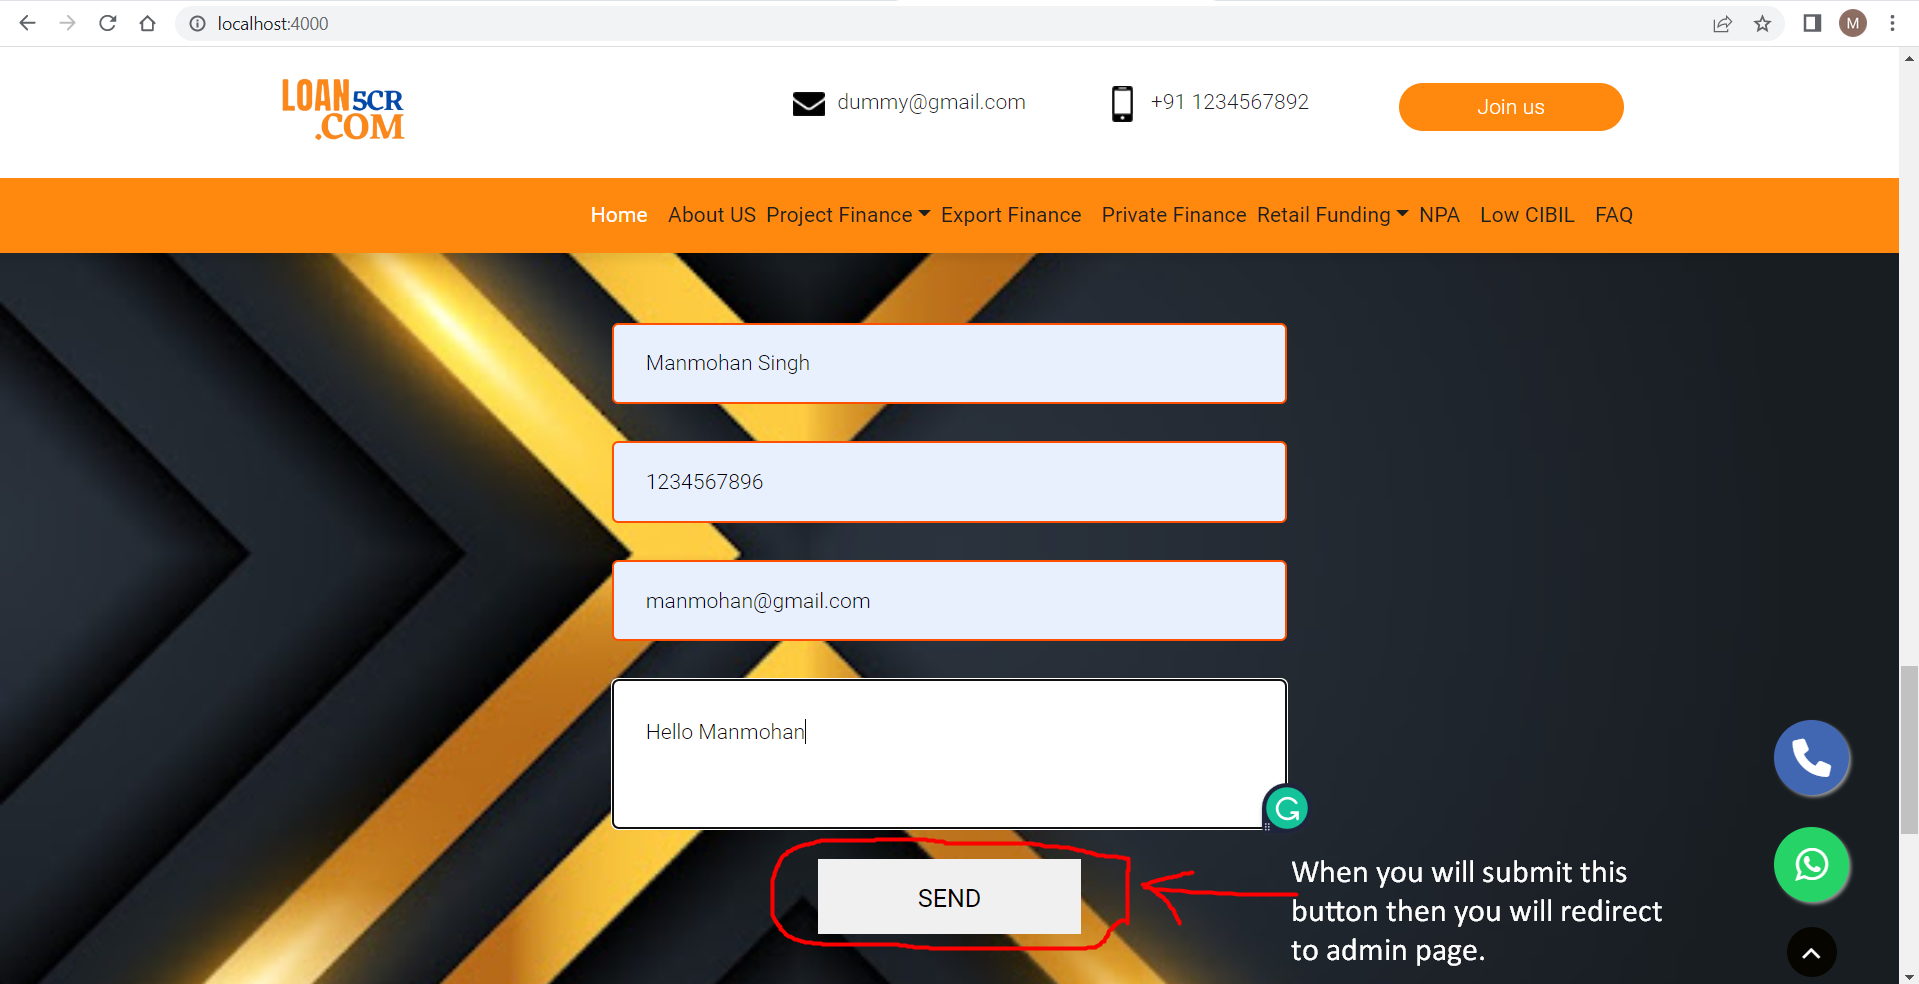 localhost:4000
M
LOAN 5CR
.COM
dummy@gmail.com
+91 1234567892
Join us
Home About US Project Finance Export Finance Private Finance Retail Funding NPA Low CIBIL FAQ
Manmohan Singh
1234567896
manmohan@gmail.com
Hello Manmohan
SEND
When you will submit this
button then you will redirect
to admin page.